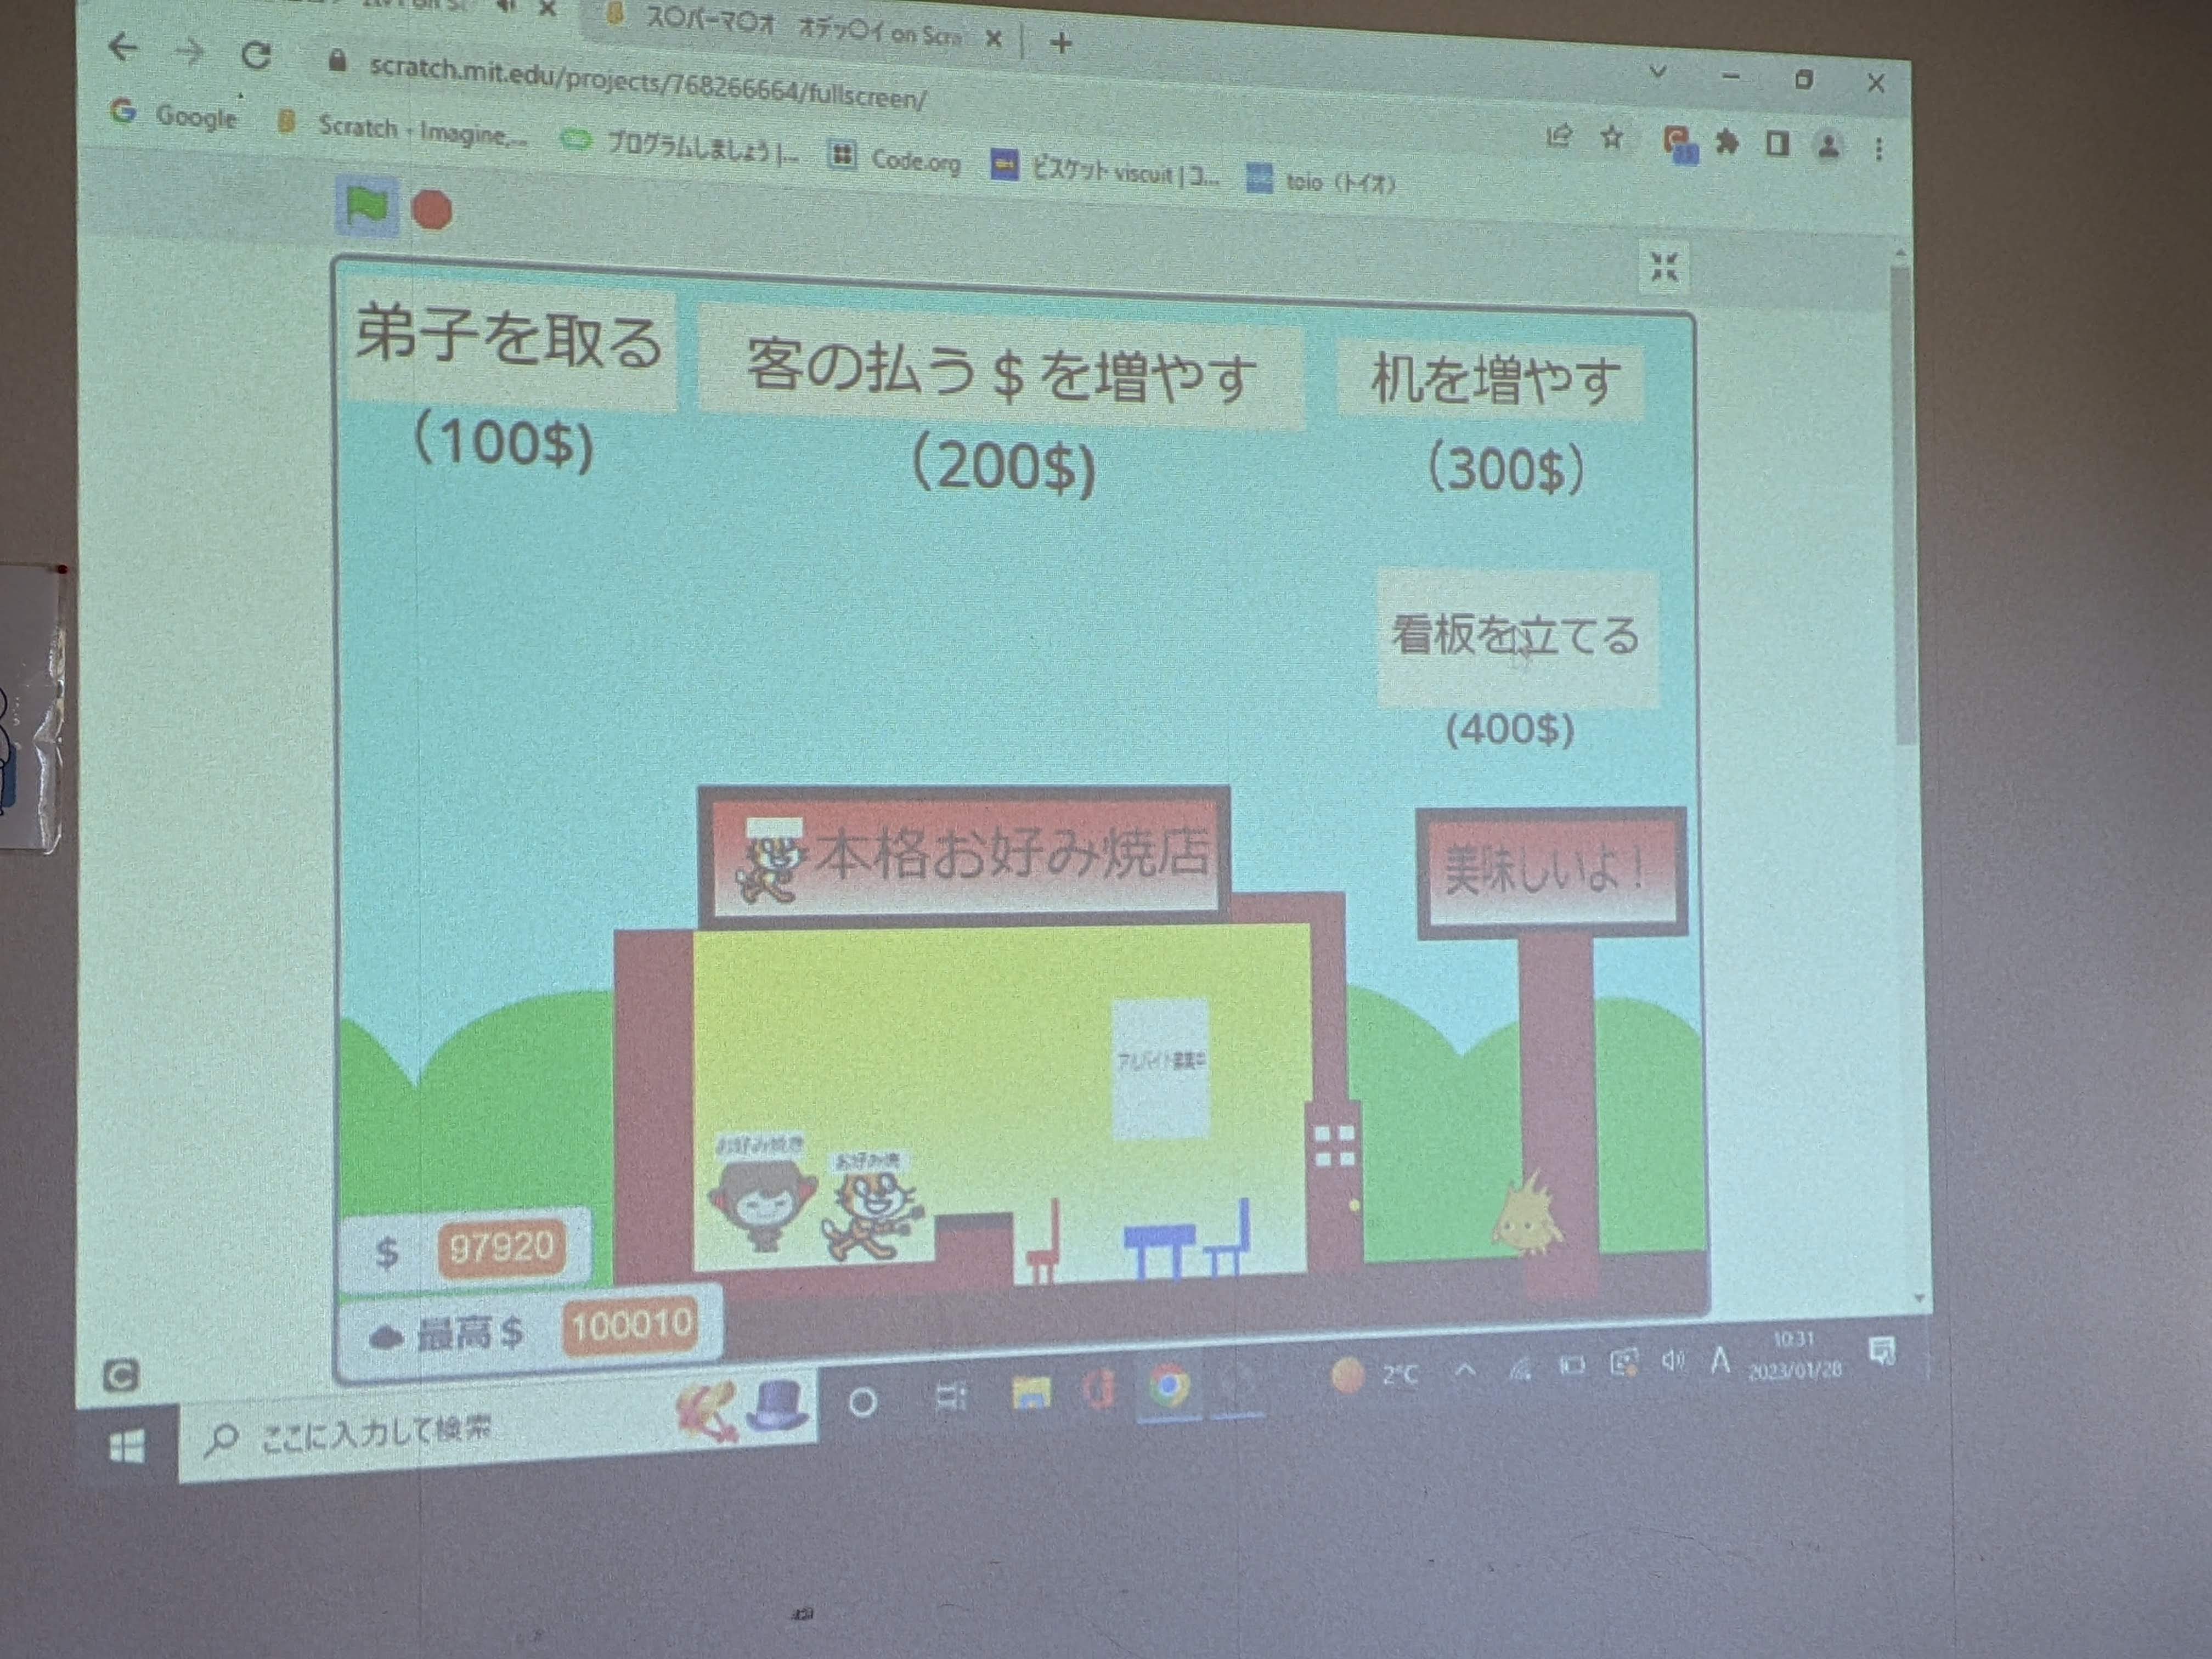 ス〇パーマ〇オ オデッ〇イ on Scra
scratch.mit.edu/projects/768266664/fullscreen/
Google
Scratch - Imagine,...
プログラムしましょう |...
Code.org
ビスケット viscuit | コ...
toio（トイオ）
弟子を取る
客の払う$を増やす
机を増やす
(100$)
(200$)
(300$)
看板を立てる
(400$)
本格お好み焼店
美味しいよ！
アルバイト募集中
お好み焼き
お好み焼
$ 97920
最高$ 100010
ここに入力して検索
2°C
A
10:31
2023/01/28